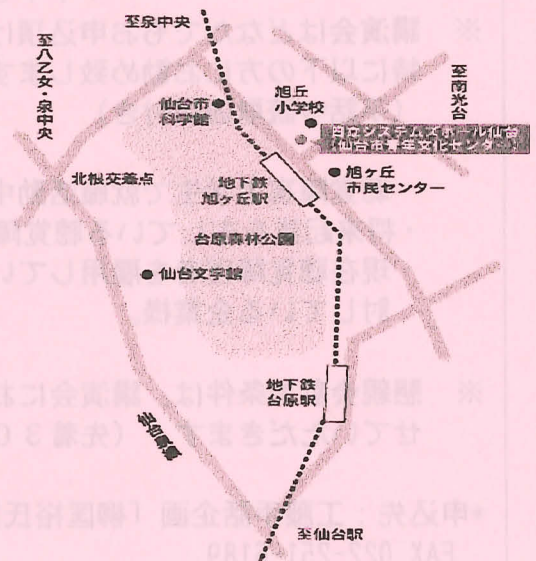 至泉中央
至八乙女・泉中央
至南光台
旭丘
小学校
仙台市
科学館
日立システムズホール仙台
(仙台市青年文化センター)
北根交差点
地下鉄
旭ヶ丘駅
旭ヶ丘
市民センター
台原森林公園
仙台文学館
地下鉄
台原駅
至仙台駅